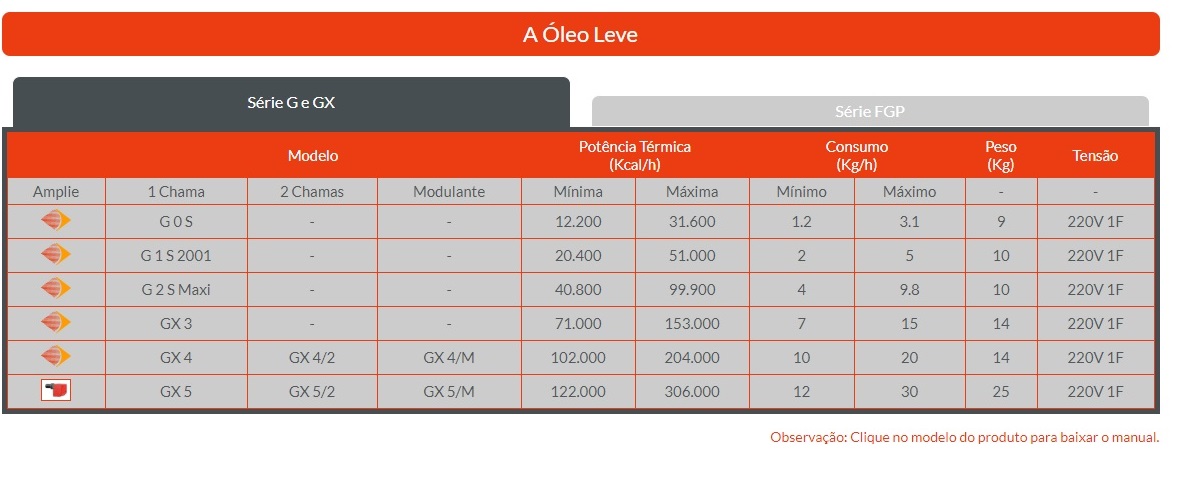 A Óleo Leve
Série G e GX
Série FGP
Modelo Potência Térmica (Kcal/h) Consumo (Kg/h) Peso (Kg) Tensão
Amplie 1 Chama 2 Chamas Modulante Mínima Máxima Mínimo Máximo - -
G 0 S - - 12.200 31.600 1.2 3.1 9 220V 1F
G 1 S 2001 - - 20.400 51.000 2 5 10 220V 1F
G 2 S Maxi - - 40.800 99.900 4 9.8 10 220V 1F
GX 3 - - 71.000 153.000 7 15 14 220V 1F
GX 4 GX 4/2 GX 4/M 102.000 204.000 10 20 14 220V 1F
GX 5 GX 5/2 GX 5/M 122.000 306.000 12 30 25 220V 1F
Observação: Clique no modelo do produto para baixar o manual.